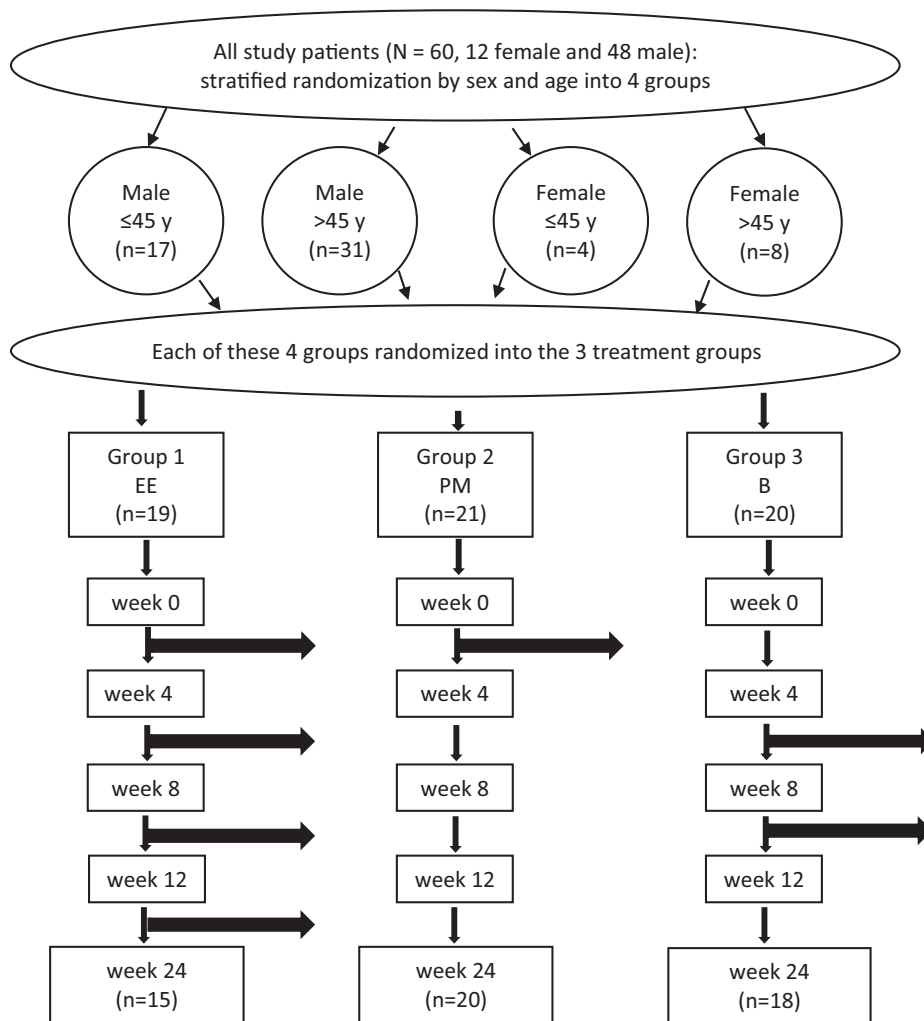 All study patients (N = 60, 12 female and 48 male):
stratified randomization by sex and age into 4 groups
Male
≤45 y
(n=17)
Male
>45 y
(n=31)
Female
≤45 y
(n=4)
Female
>45 y
(n=8)
Each of these 4 groups randomized into the 3 treatment groups
Group 1
EE
(n=19)
Group 2
PM
(n=21)
Group 3
B
(n=20)
week 0
week 0
week 0
week 4
week 4
week 4
week 8
week 8
week 8
week 12
week 12
week 12
week 24
(n=15)
week 24
(n=20)
week 24
(n=18)